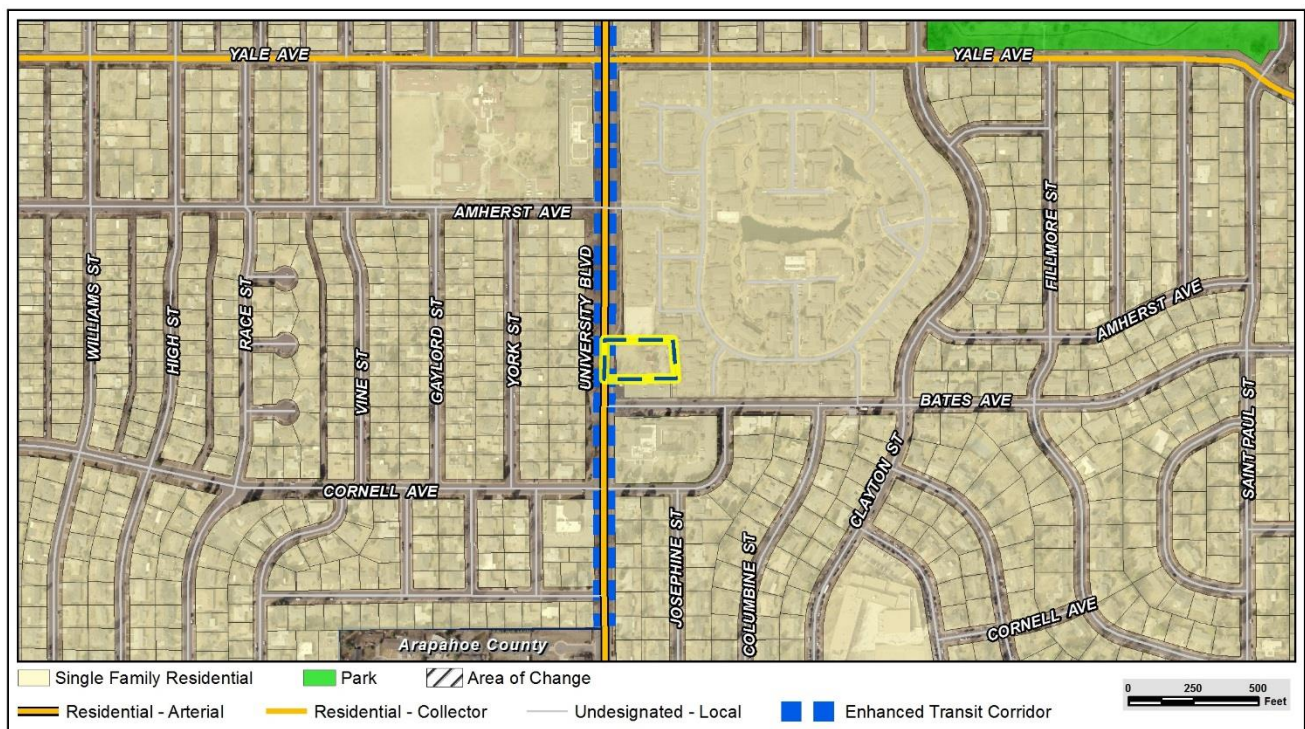 YALE AVE
YALE AVE
AMHERST AVE
WILLIAMS ST
HIGH ST
RACE ST
VINE ST
GAYLORD ST
YORK ST
UNIVERSITY BLVD
FILLMORE ST
AMHERST AVE
BATES AVE
SAINT PAUL ST
CLAYTON ST
CORNELL AVE
JOSEPHINE ST
COLUMBINE ST
CORNELL AVE
Arapahoe County
Single Family Residential
Park
Area of Change
Residential - Arterial
Residential - Collector
Undesignated - Local
Enhanced Transit Corridor
0 250 500
Feet